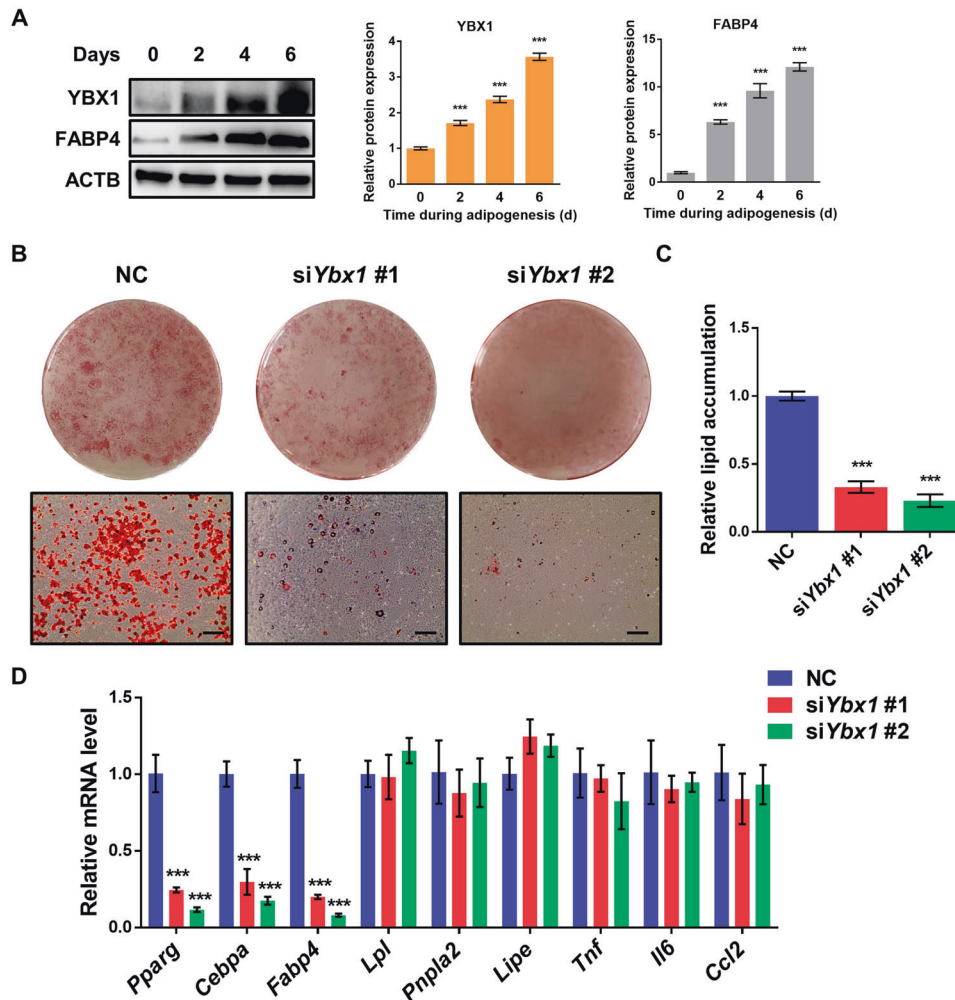 A
Days 0 2 4 6
YBX1
FABP4
ACTB
YBX1
Relative protein expression
4
3
2
1
0
***
***
***
0 2 4 6
Time during adipogenesis (d)
FABP4
Relative protein expression
15
10
5
0
***
***
***
0 2 4 6
Time during adipogenesis (d)
B
NC siYbx1 #1 siYbx1 #2
C
Relative lipid accumulation
1.5
1.0
0.5
0.0
***
***
NC
siYbx1 #1
siYbx1 #2
D
NC
siYbx1 #1
siYbx1 #2
Relative mRNA level
1.5
1.0
0.5
0.0
*** *** *** *** *** ***
Pparg Cebpa Fabp4 Lpl Pnpla2 Lipe Tnf Il6 Ccl2